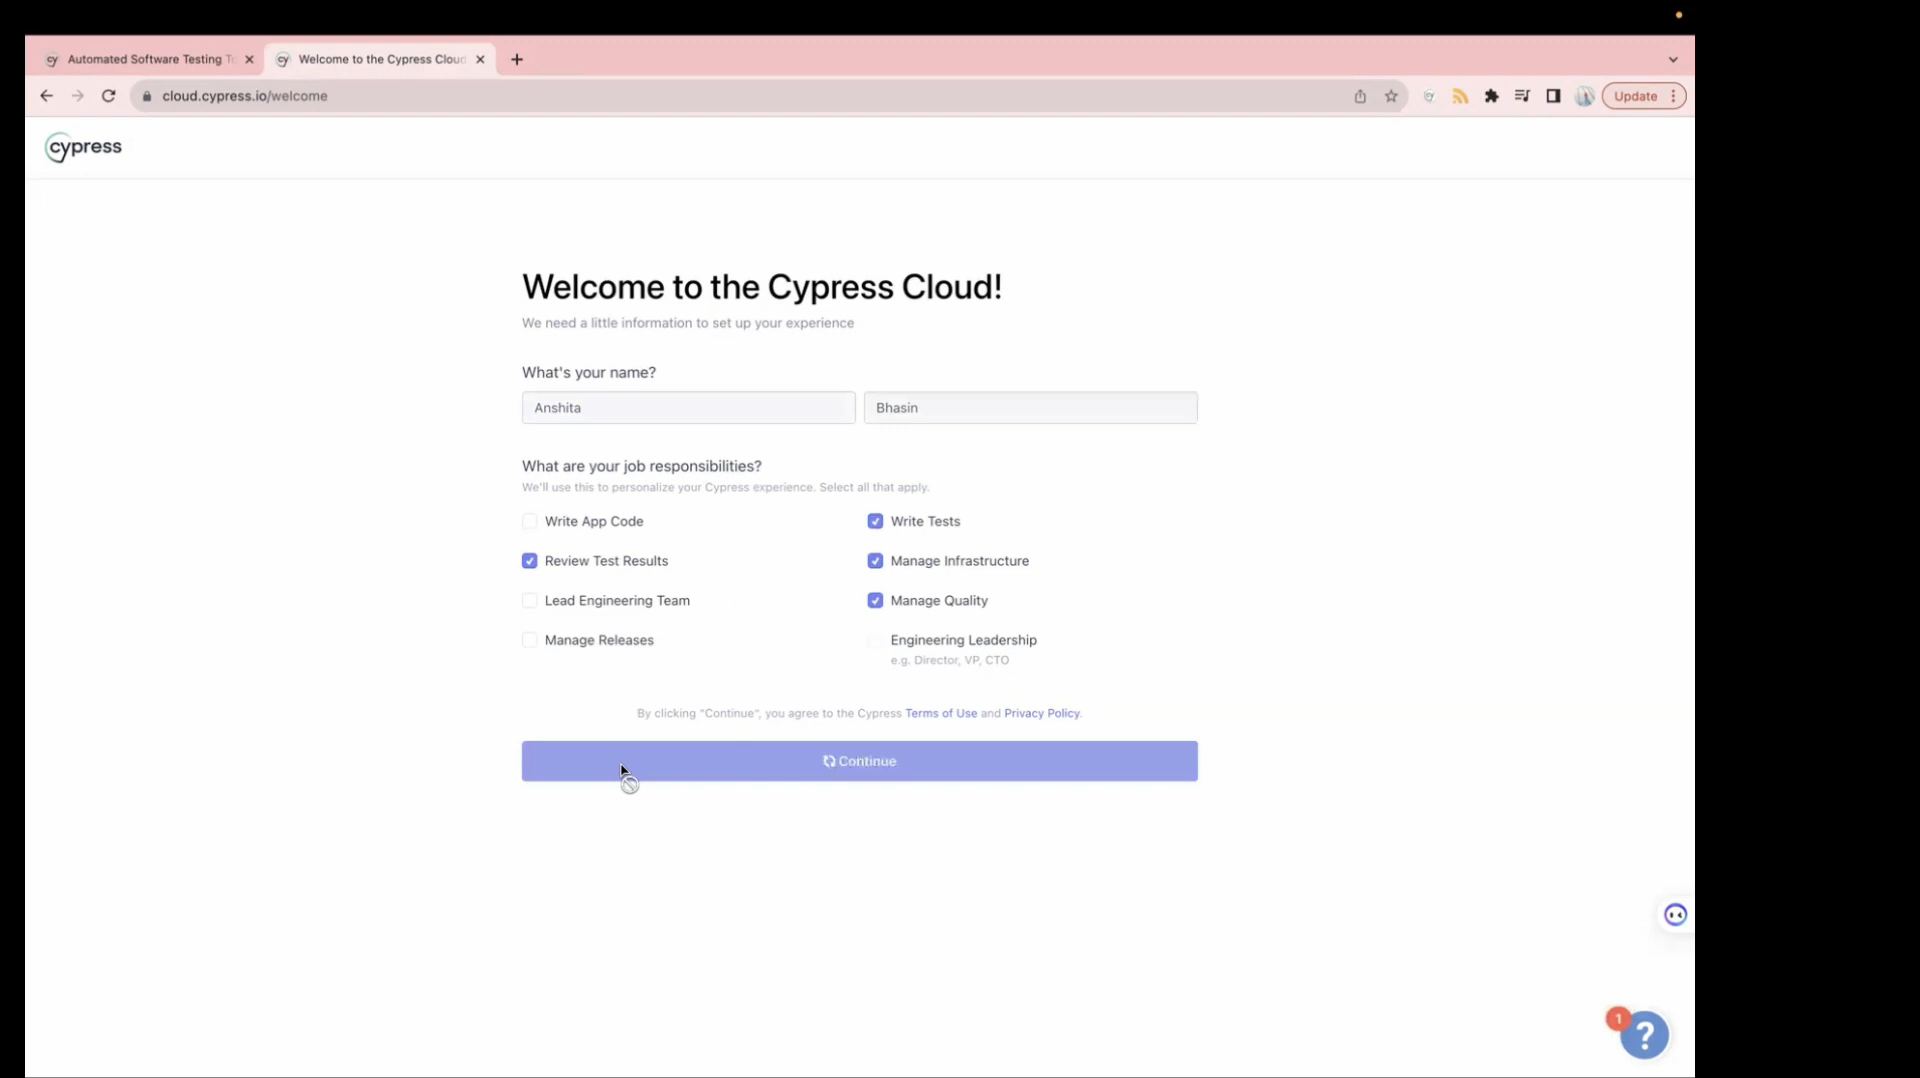 Automated Software Testing
Welcome to the Cypress Cloud
cloud.cypress.io/welcome
Update
cypress
Welcome to the Cypress Cloud!
We need a little information to set up your experience
What's your name?
Anshita
Bhasin
What are your job responsibilities?
We'll use this to personalize your Cypress experience. Select all that apply.
Write App Code
Write Tests
Review Test Results
Manage Infrastructure
Lead Engineering Team
Manage Quality
Manage Releases
Engineering Leadership
e.g. Director, VP, CTO
By clicking "Continue", you agree to the Cypress Terms of Use and Privacy Policy.
Continue
1
?